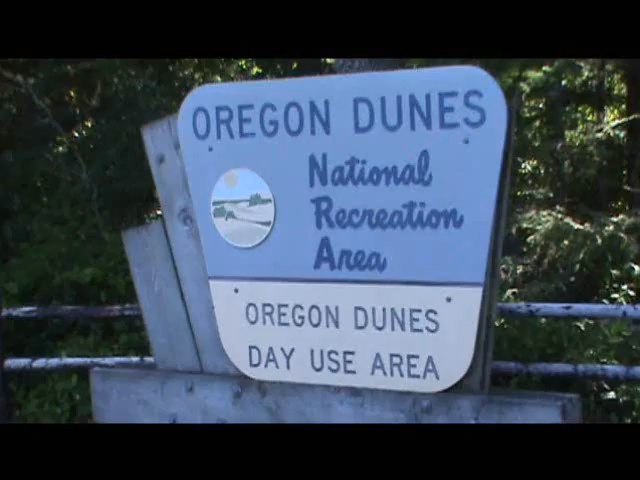 OREGON DUNES
National
Recreation
Area
OREGON DUNES
DAY USE AREA